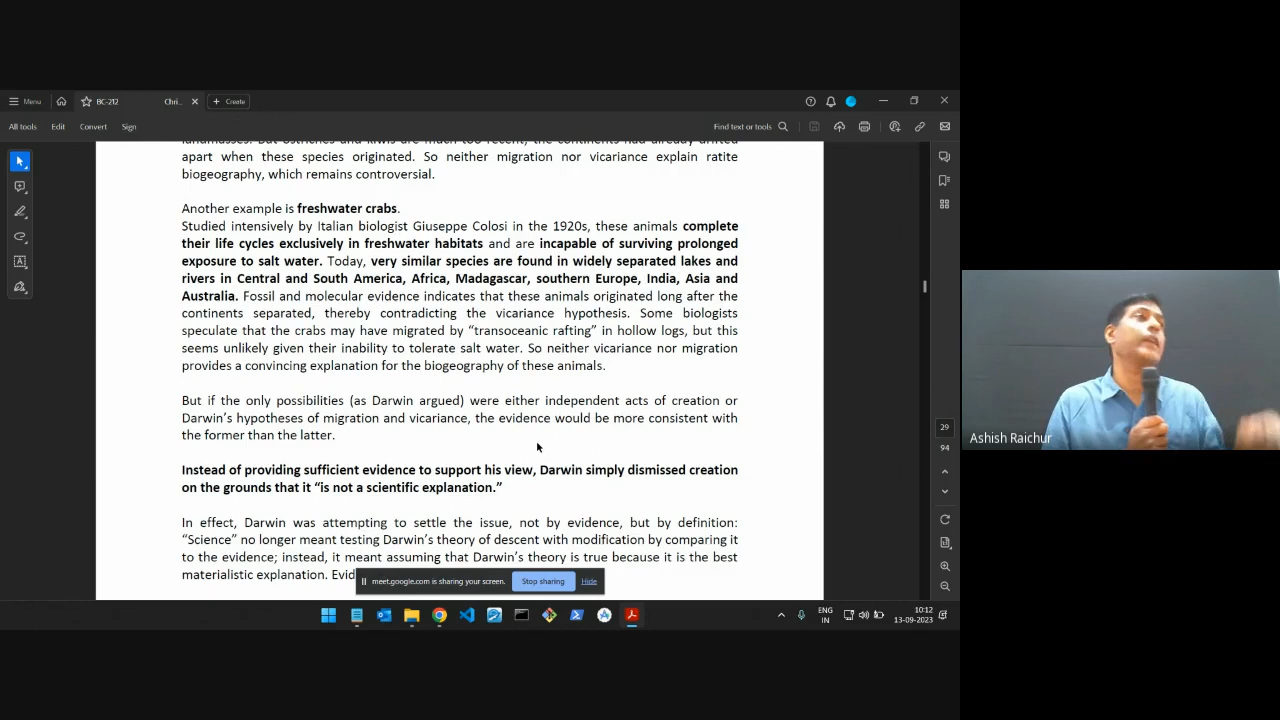 Menu
BC-212
Chri...
Create
All tools
Edit
Convert
Sign
Find text or tools
apart when these species originated. So neither migration nor vicariance explain ratite
biogeography, which remains controversial.
Another example is freshwater crabs.
Studied intensively by Italian biologist Giuseppe Colosi in the 1920s, these animals complete
their life cycles exclusively in freshwater habitats and are incapable of surviving prolonged
exposure to salt water. Today, very similar species are found in widely separated lakes and
rivers in Central and South America, Africa, Madagascar, southern Europe, India, Asia and
Australia. Fossil and molecular evidence indicates that these animals originated long after the
continents separated, thereby contradicting the vicariance hypothesis. Some biologists
speculate that the crabs may have migrated by “transoceanic rafting” in hollow logs, but this
seems unlikely given their inability to tolerate salt water. So neither vicariance nor migration
provides a convincing explanation for the biogeography of these animals.
But if the only possibilities (as Darwin argued) were either independent acts of creation or
Darwin’s hypotheses of migration and vicariance, the evidence would be more consistent with
the former than the latter.
Instead of providing sufficient evidence to support his view, Darwin simply dismissed creation
on the grounds that it “is not a scientific explanation.”
In effect, Darwin was attempting to settle the issue, not by evidence, but by definition:
“Science” no longer meant testing Darwin’s theory of descent with modification by comparing it
to the evidence; instead, it meant assuming that Darwin’s theory is true because it is the best
materialistic explanation. Evid
meet.google.com is sharing your screen.
Stop sharing
Hide
29
94
ENG
IN
10:12
13-09-2023
Ashish Raichur